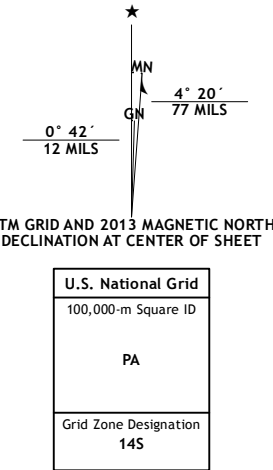 MN
GN
4° 20´
77 MILS
0° 42´
12 MILS
TM GRID AND 2013 MAGNETIC NORTH
DECLINATION AT CENTER OF SHEET
U.S. National Grid
100,000-m Square ID
PA
Grid Zone Designation
14S